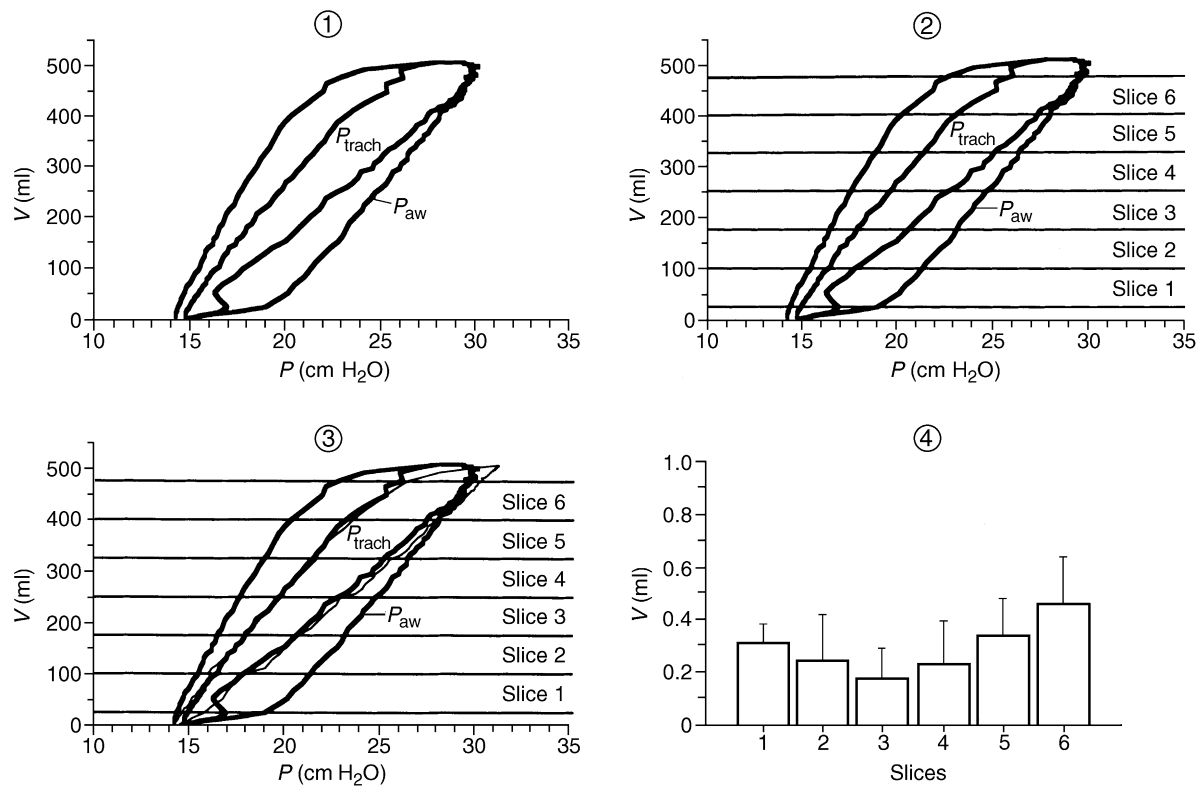 ①
500
400
300
200
100
0
V (ml)
P_trach
P_aw
10 15 20 25 30 35
P (cm H₂O)
②
500
400
300
200
100
0
V (ml)
Slice 6
Slice 5
P_trach
Slice 4
Slice 3
P_aw
Slice 2
Slice 1
10 15 20 25 30 35
P (cm H₂O)
③
500
400
300
200
100
0
V (ml)
Slice 6
P_trach
Slice 5
Slice 4
Slice 3
P_aw
Slice 2
Slice 1
10 15 20 25 30 35
P (cm H₂O)
④
1.0
0.8
0.6
0.4
0.2
0
V (ml)
1 2 3 4 5 6
Slices